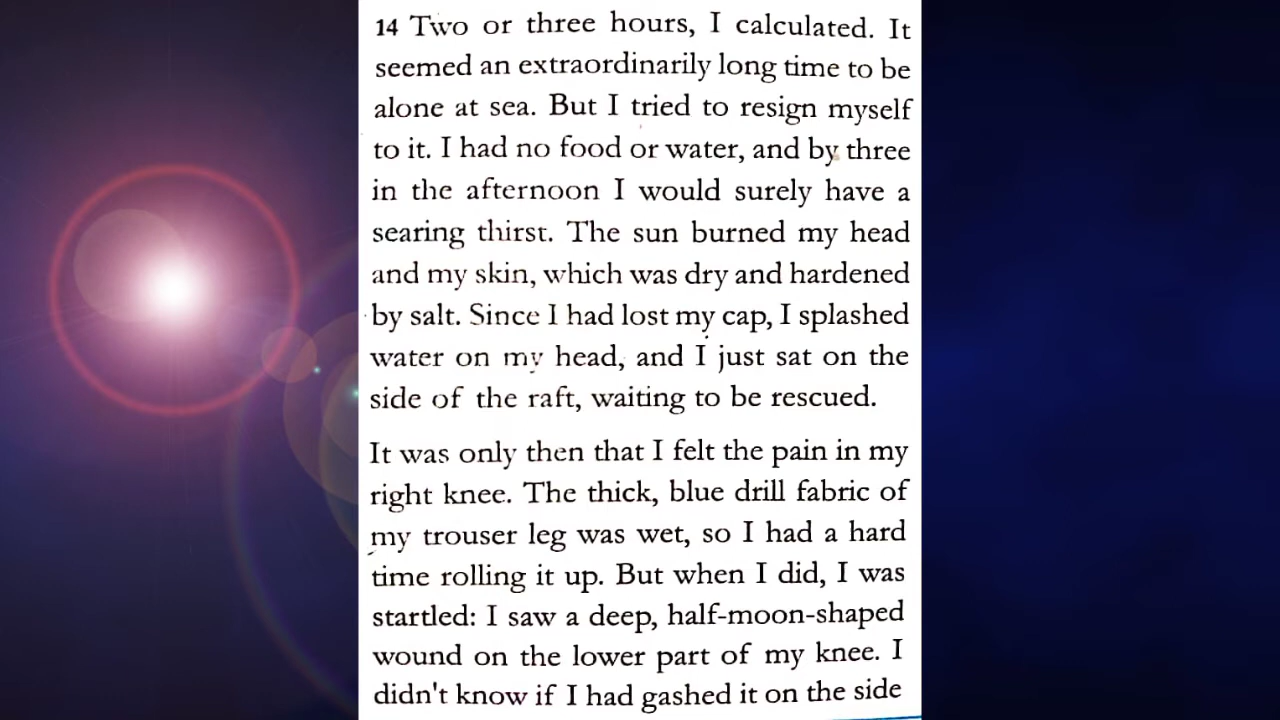 14 Two or three hours, I calculated. It
seemed an extraordinarily long time to be
alone at sea. But I tried to resign myself
to it. I had no food or water, and by three
in the afternoon I would surely have a
searing thirst. The sun burned my head
and my skin, which was dry and hardened
by salt. Since I had lost my cap, I splashed
water on my head, and I just sat on the
side of the raft, waiting to be rescued.
It was only then that I felt the pain in my
right knee. The thick, blue drill fabric of
my trouser leg was wet, so I had a hard
time rolling it up. But when I did, I was
startled: I saw a deep, half-moon-shaped
wound on the lower part of my knee. I
didn't know if I had gashed it on the side